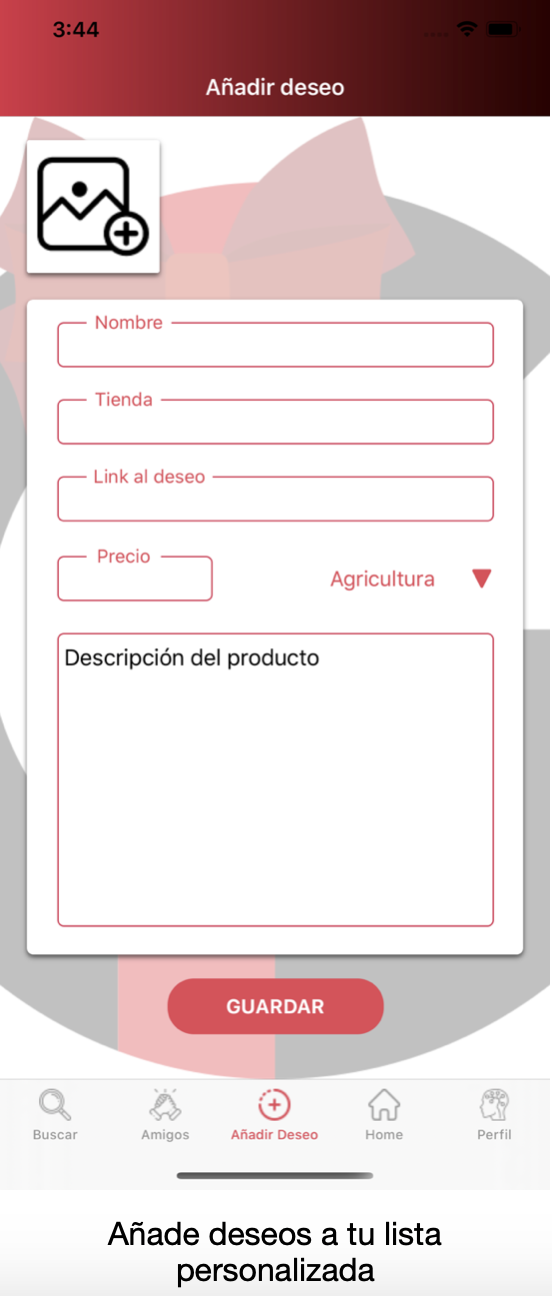 3:44
Añadir deseo
Nombre
Tienda
Link al deseo
Precio
Agricultura
Descripción del producto
GUARDAR
Buscar
Amigos
Añadir Deseo
Home
Perfil
Añade deseos a tu lista
personalizada